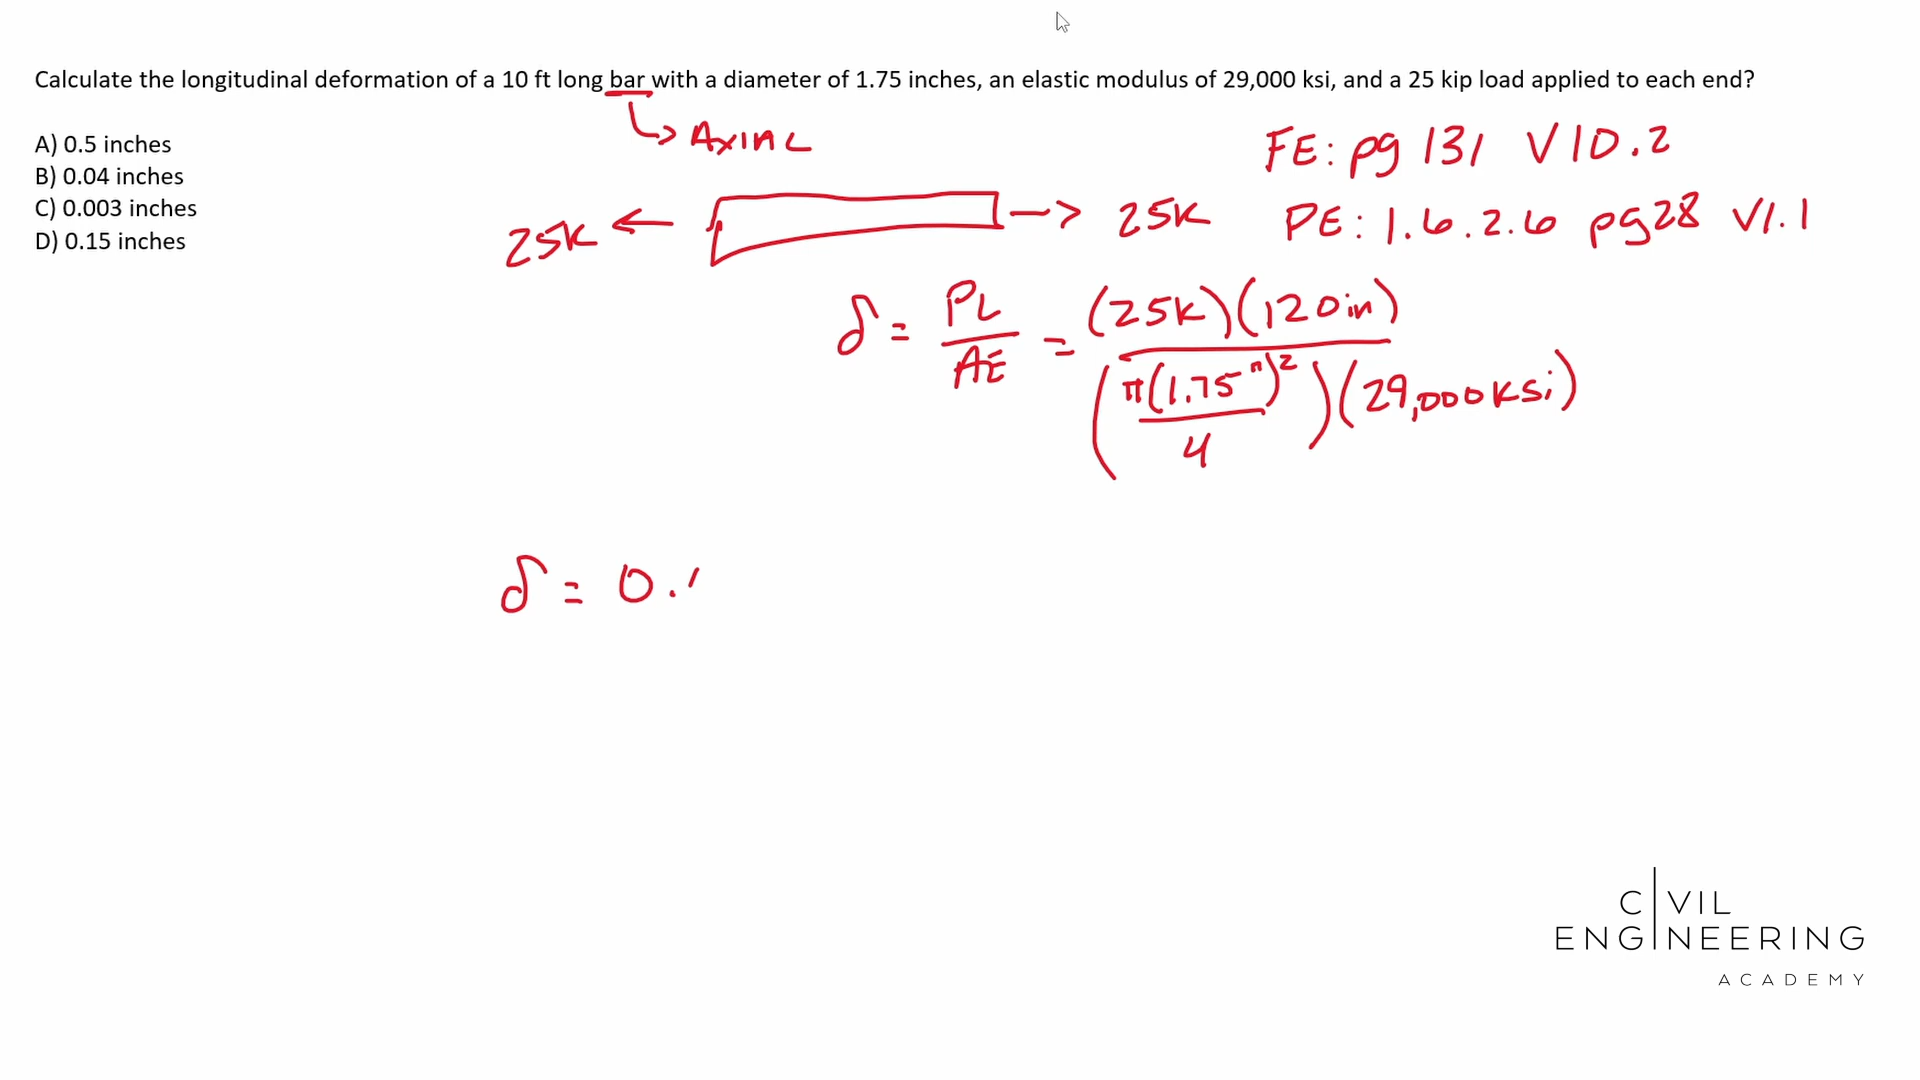 Calculate the longitudinal deformation of a 10 ft long bar with a diameter of 1.75 inches, an elastic modulus of 29,000 ksi, and a 25 kip load applied to each end?
A) 0.5 inches
B) 0.04 inches
C) 0.003 inches
D) 0.15 inches
AXIAL
FE: pg 131 V10.2
25K ← → 25K
PE: 1.6.2.6 pg28 V1.1
δ = PL/AE = (25K)(120in)
(π(1.75")²/4)(29,000ksi)
δ = 0.
CIVIL
ENGINEERING
ACADEMY